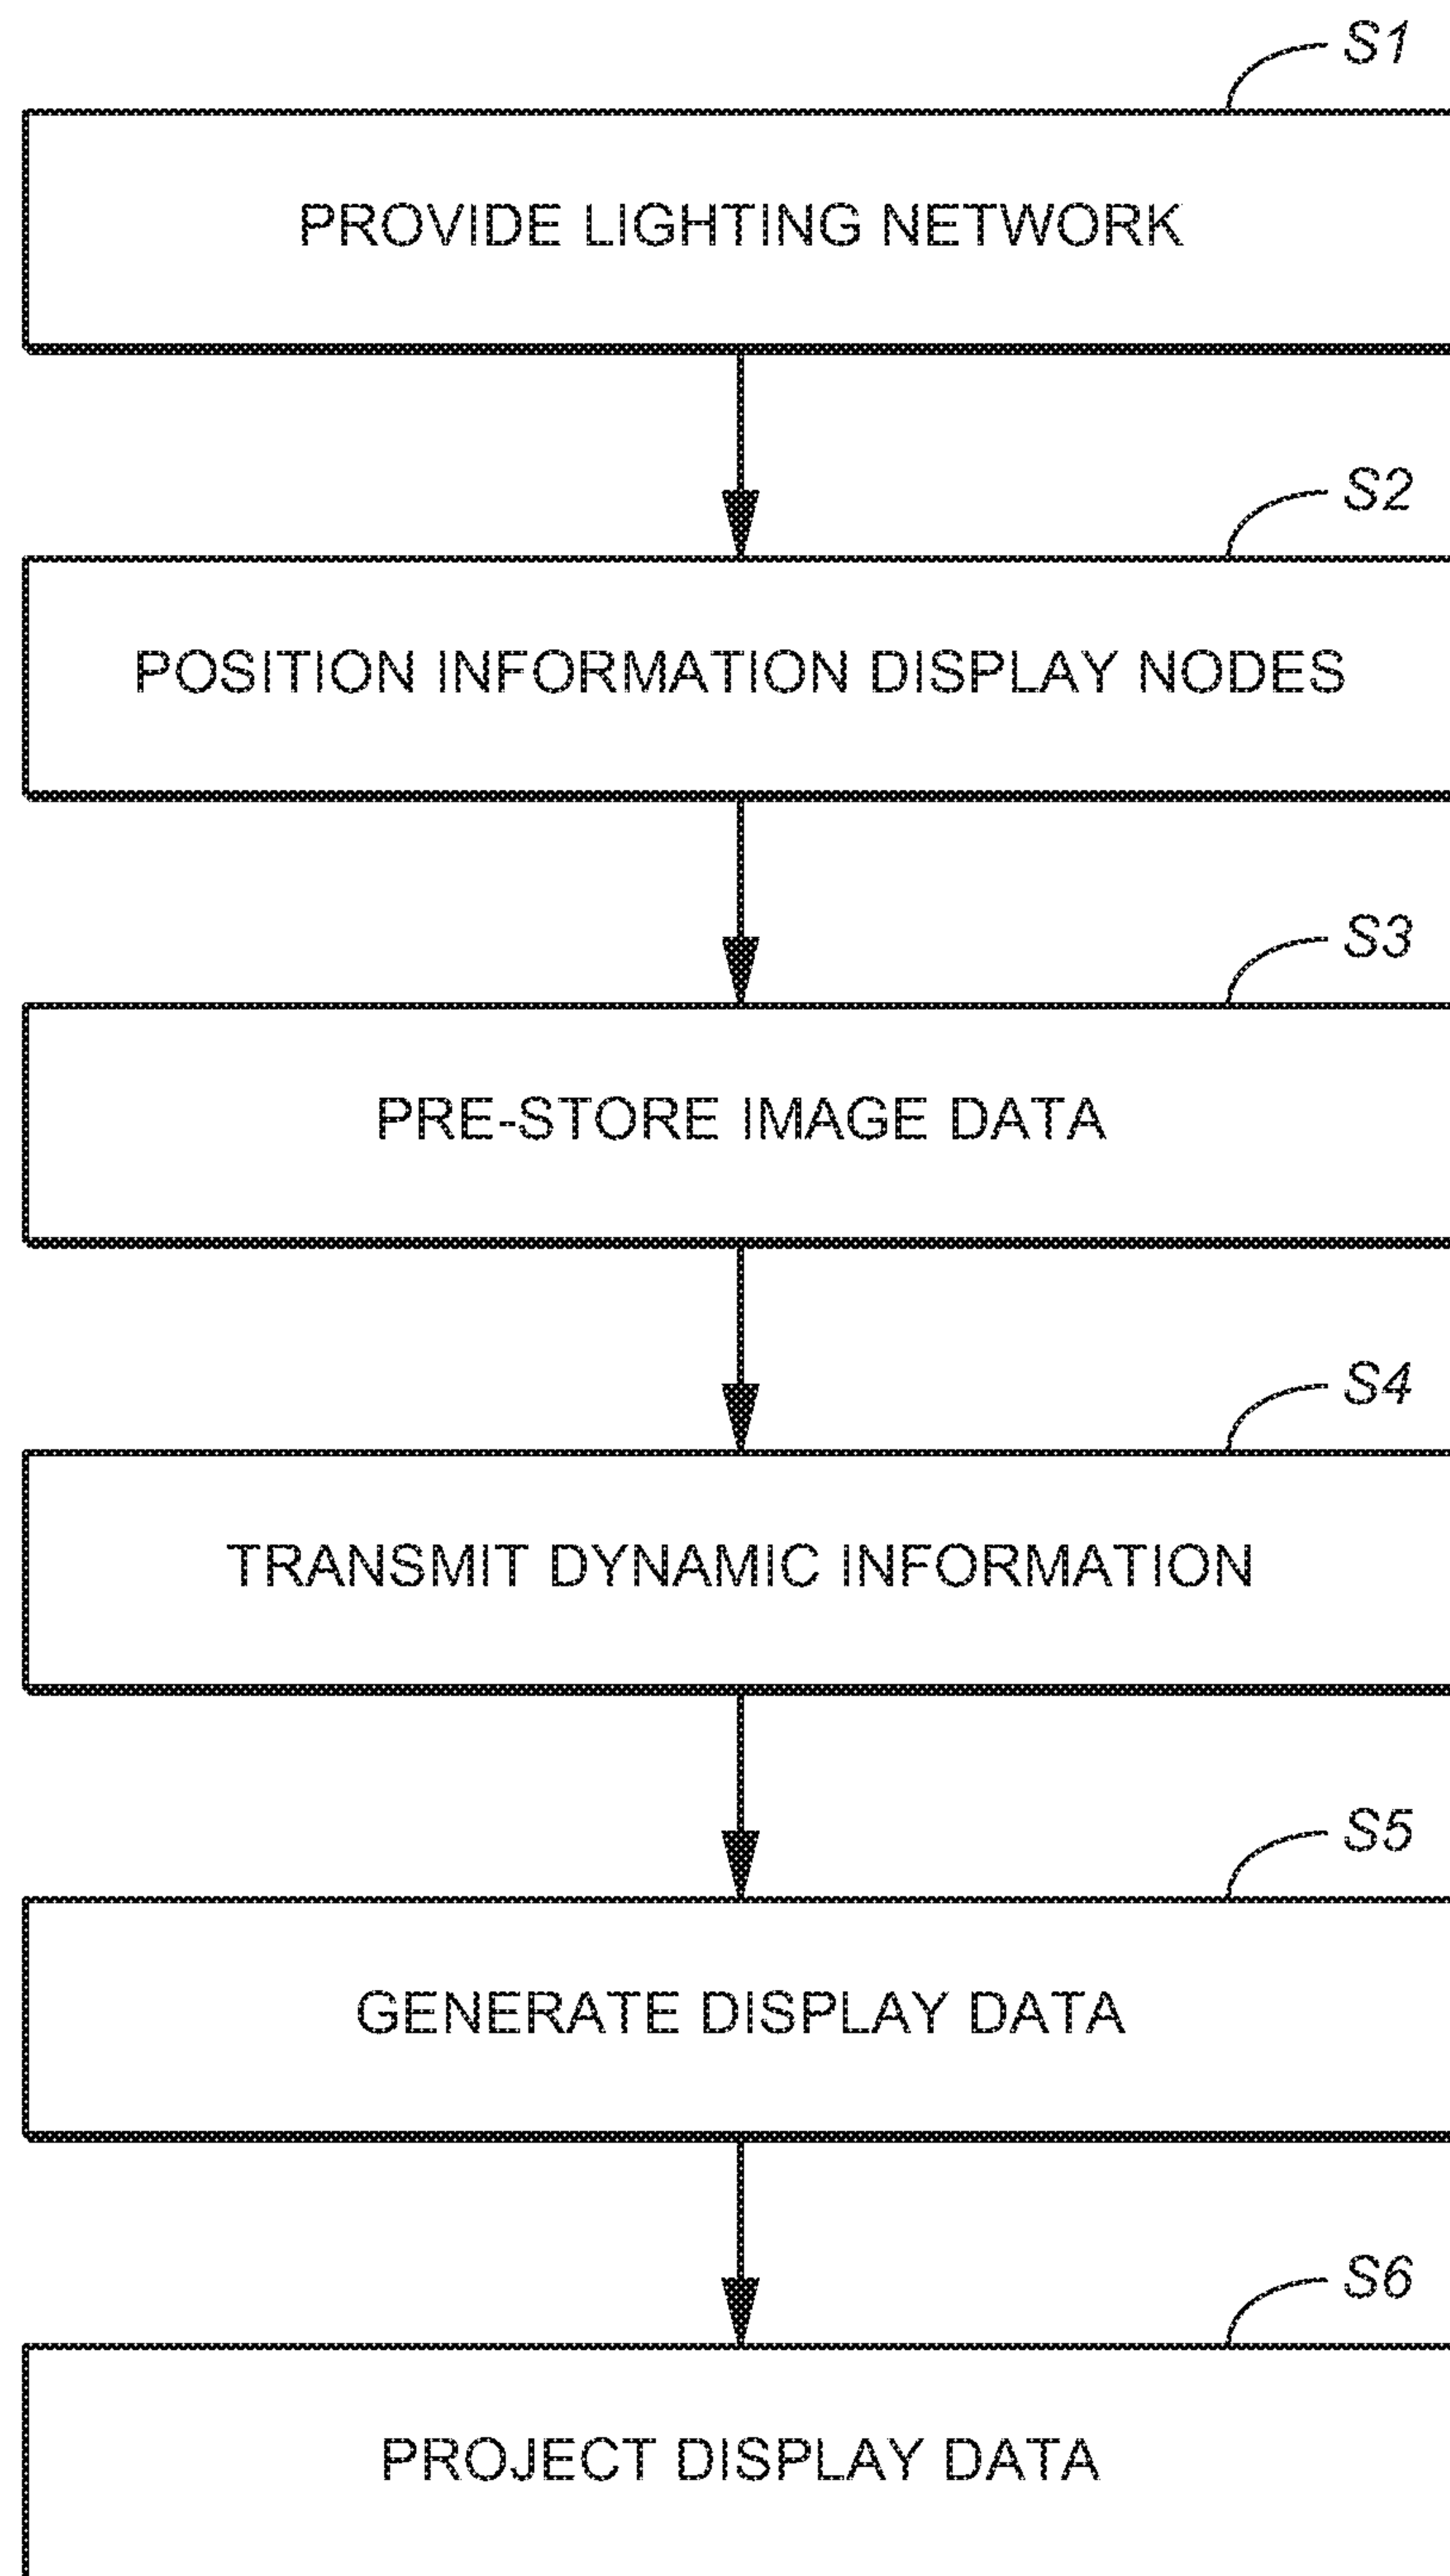 S1
PROVIDE LIGHTING NETWORK
S2
POSITION INFORMATION DISPLAY NODES
S3
PRE-STORE IMAGE DATA
S4
TRANSMIT DYNAMIC INFORMATION
S5
GENERATE DISPLAY DATA
S6
PROJECT DISPLAY DATA